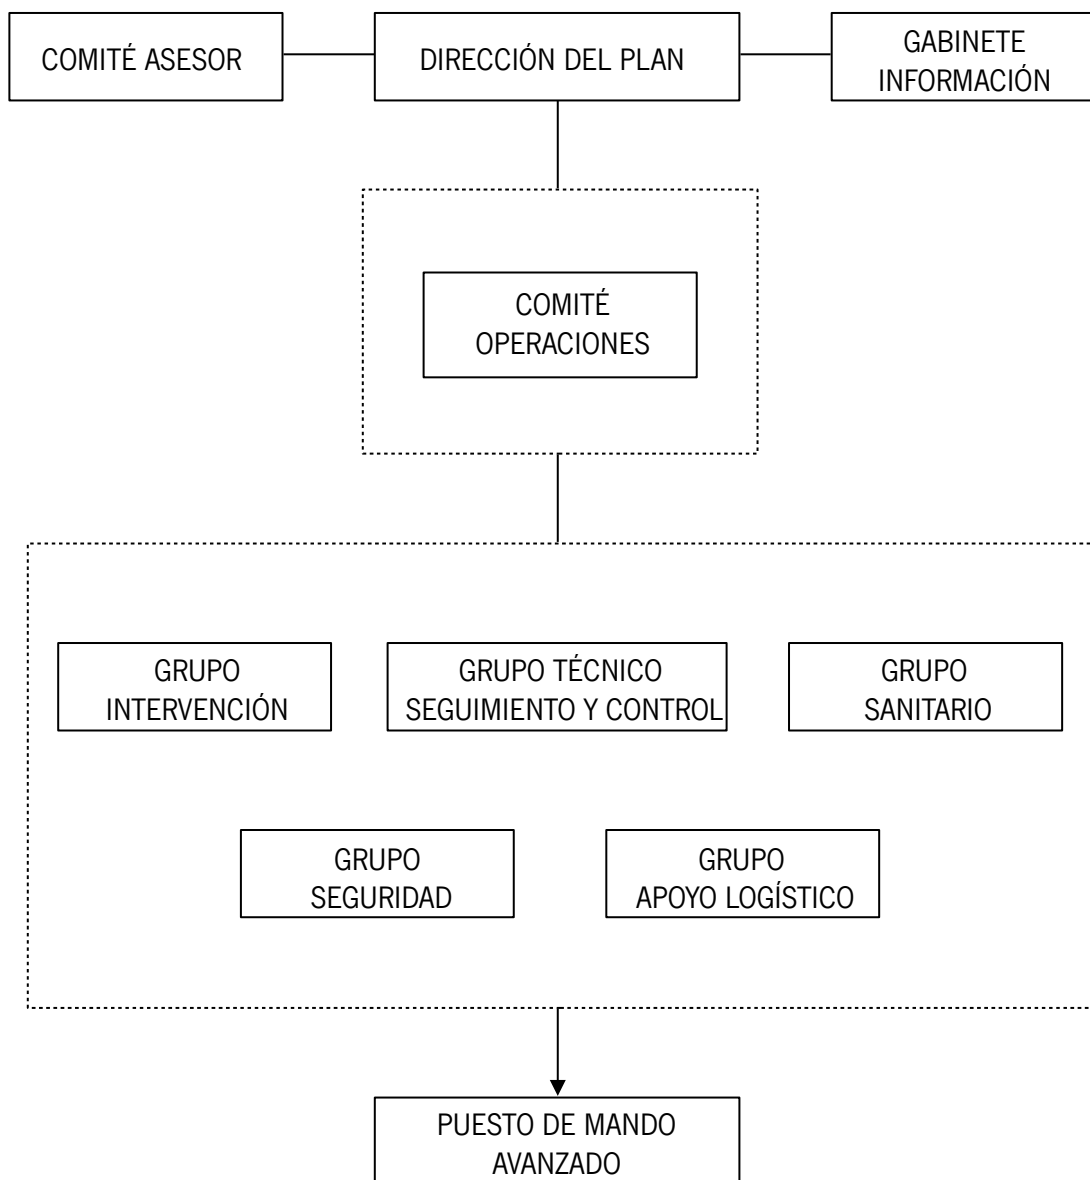 COMITÉ ASESOR
DIRECCIÓN DEL PLAN
GABINETE
INFORMACIÓN
COMITÉ
OPERACIONES
GRUPO
INTERVENCIÓN
GRUPO TÉCNICO
SEGUIMIENTO Y CONTROL
GRUPO
SANITARIO
GRUPO
SEGURIDAD
GRUPO
APOYO LOGÍSTICO
PUESTO DE MANDO
AVANZADO